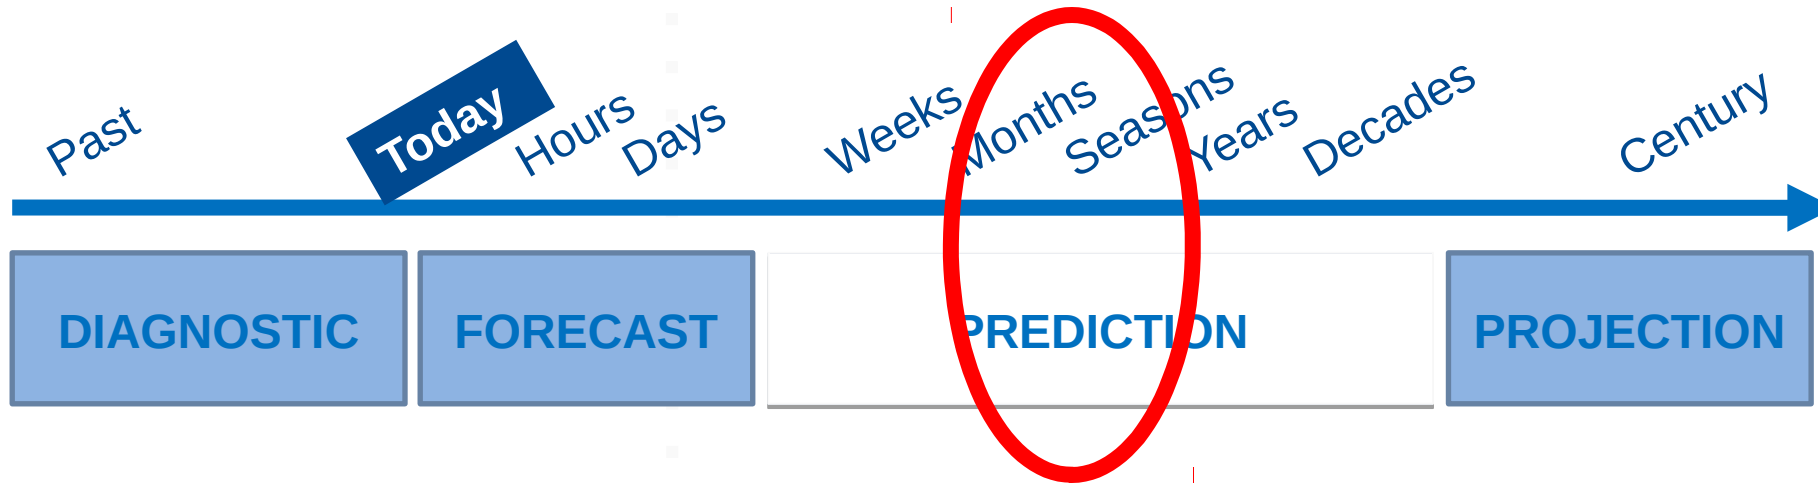 Past
Today
Hours
Days
Weeks
Months
Seasons
Years
Decades
Century
DIAGNOSTIC
FORECAST
PREDICTION
PROJECTION